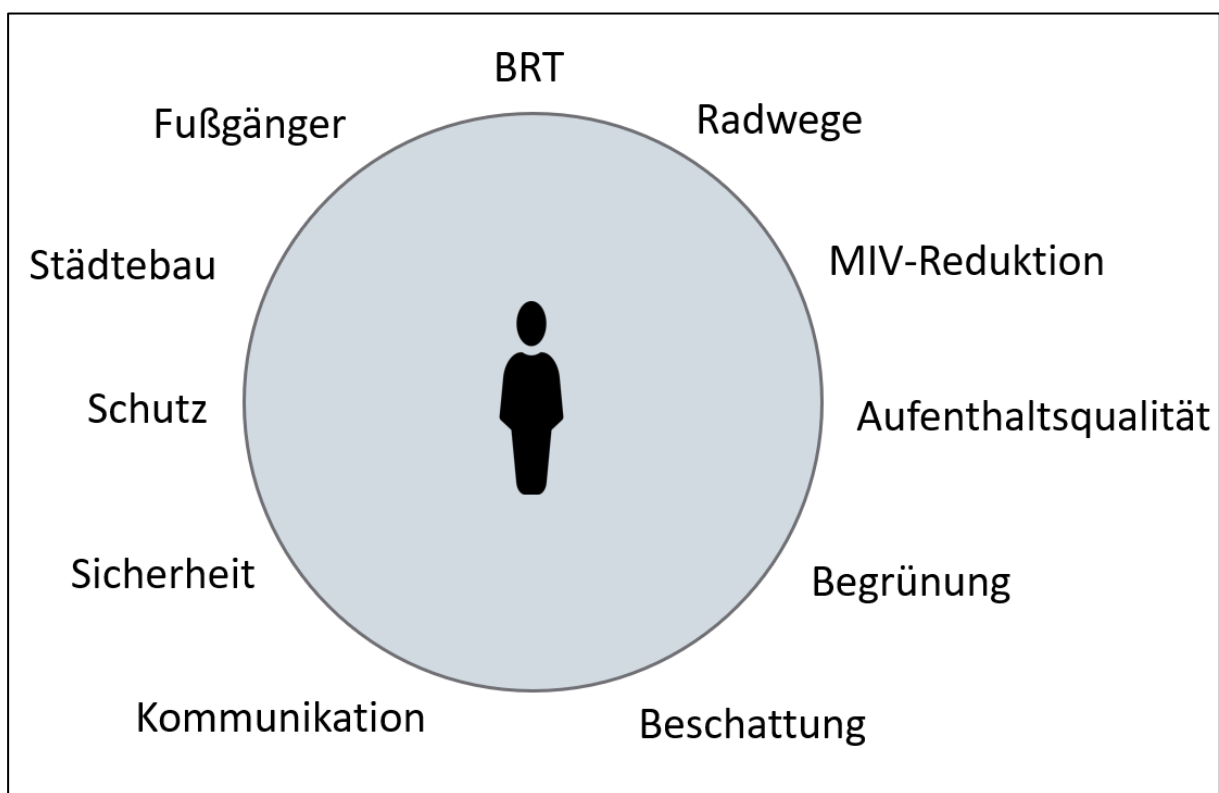 BRT
Fußgänger
Radwege
Städtebau
MIV-Reduktion
Schutz
Aufenthaltsqualität
Sicherheit
Begrünung
Kommunikation
Beschattung